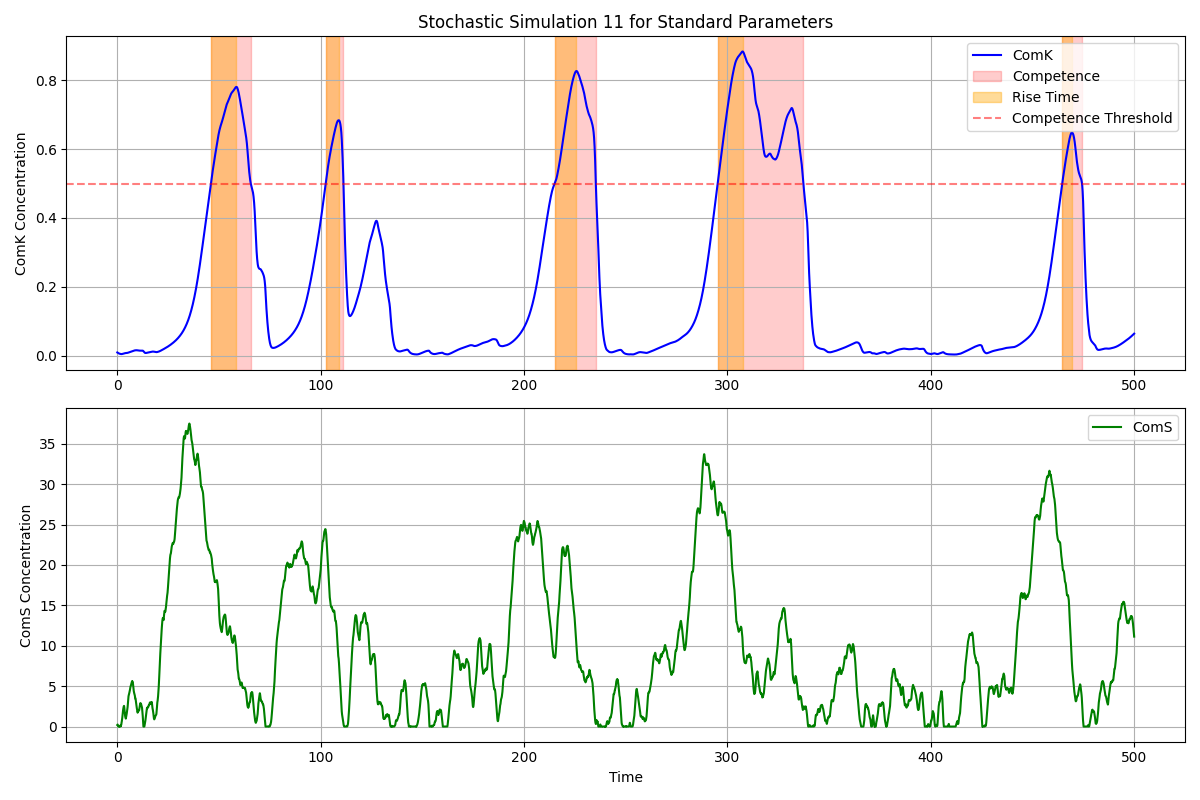 Stochastic Simulation 11 for Standard Parameters
ComK Concentration
0.8
0.6
0.4
0.2
0.0
ComK
Competence
Rise Time
Competence Threshold
0 100 200 300 400 500
ComS Concentration
35
30
25
20
15
10
5
0
ComS
0 100 200 300 400 500
Time